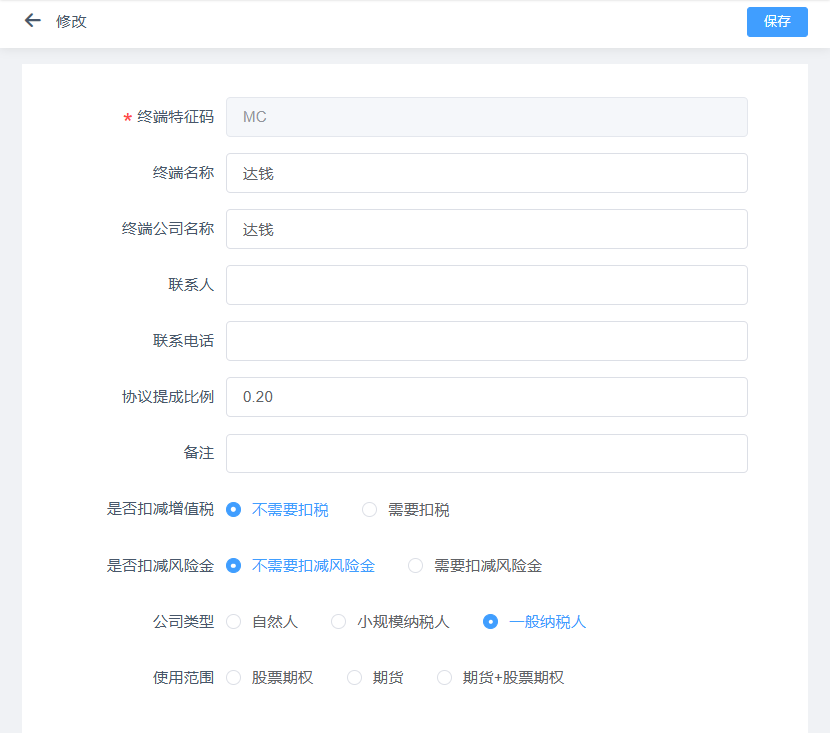 修改 保存
* 终端特征码 MC
终端名称 达钱
终端公司名称 达钱
联系人
联系电话
协议提成比例 0.20
备注
是否扣减增值税 不需要扣税 需要扣税
是否扣减风险金 不需要扣减风险金 需要扣减风险金
公司类型 自然人 小规模纳税人 一般纳税人
使用范围 股票期权 期货 期货+股票期权